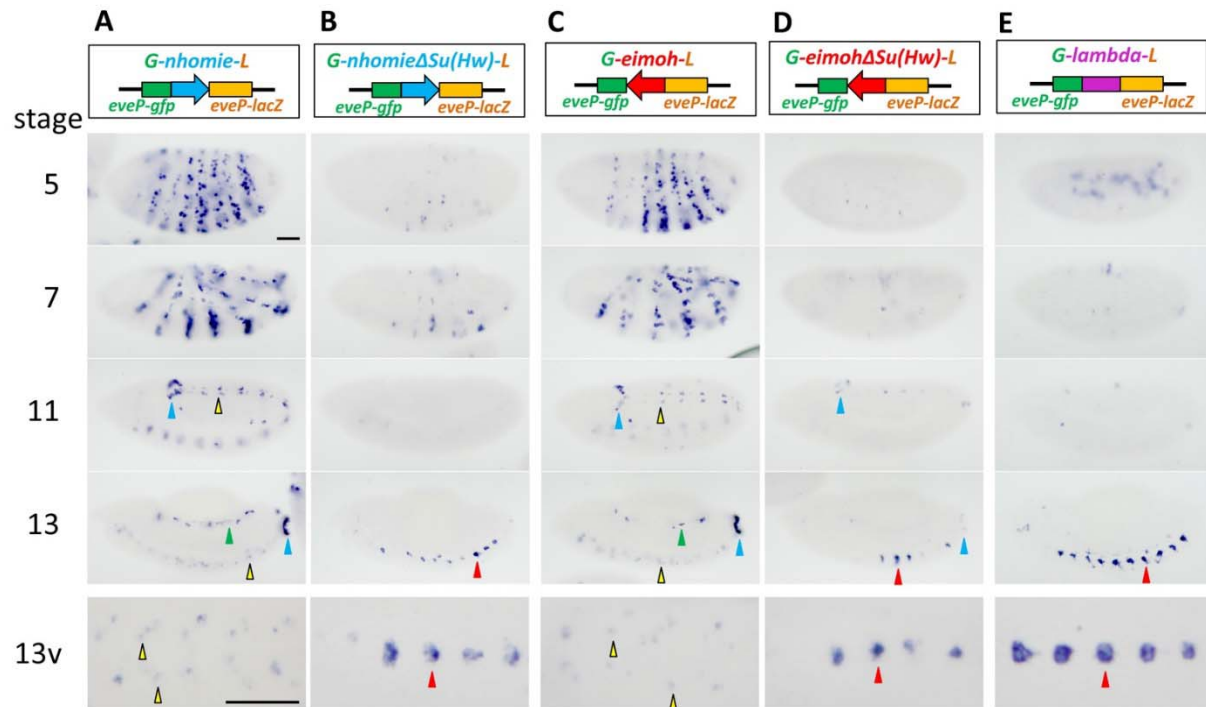 A B C D E
G-nhomie-L G-nhomieΔSu(Hw)-L G-eimoh-L G-eimohΔSu(Hw)-L G-lambda-L
eveP-gfp eveP-lacZ eveP-gfp eveP-lacZ eveP-gfp eveP-lacZ eveP-gfp eveP-lacZ eveP-gfp eveP-lacZ
stage
5
7
11
13
13v